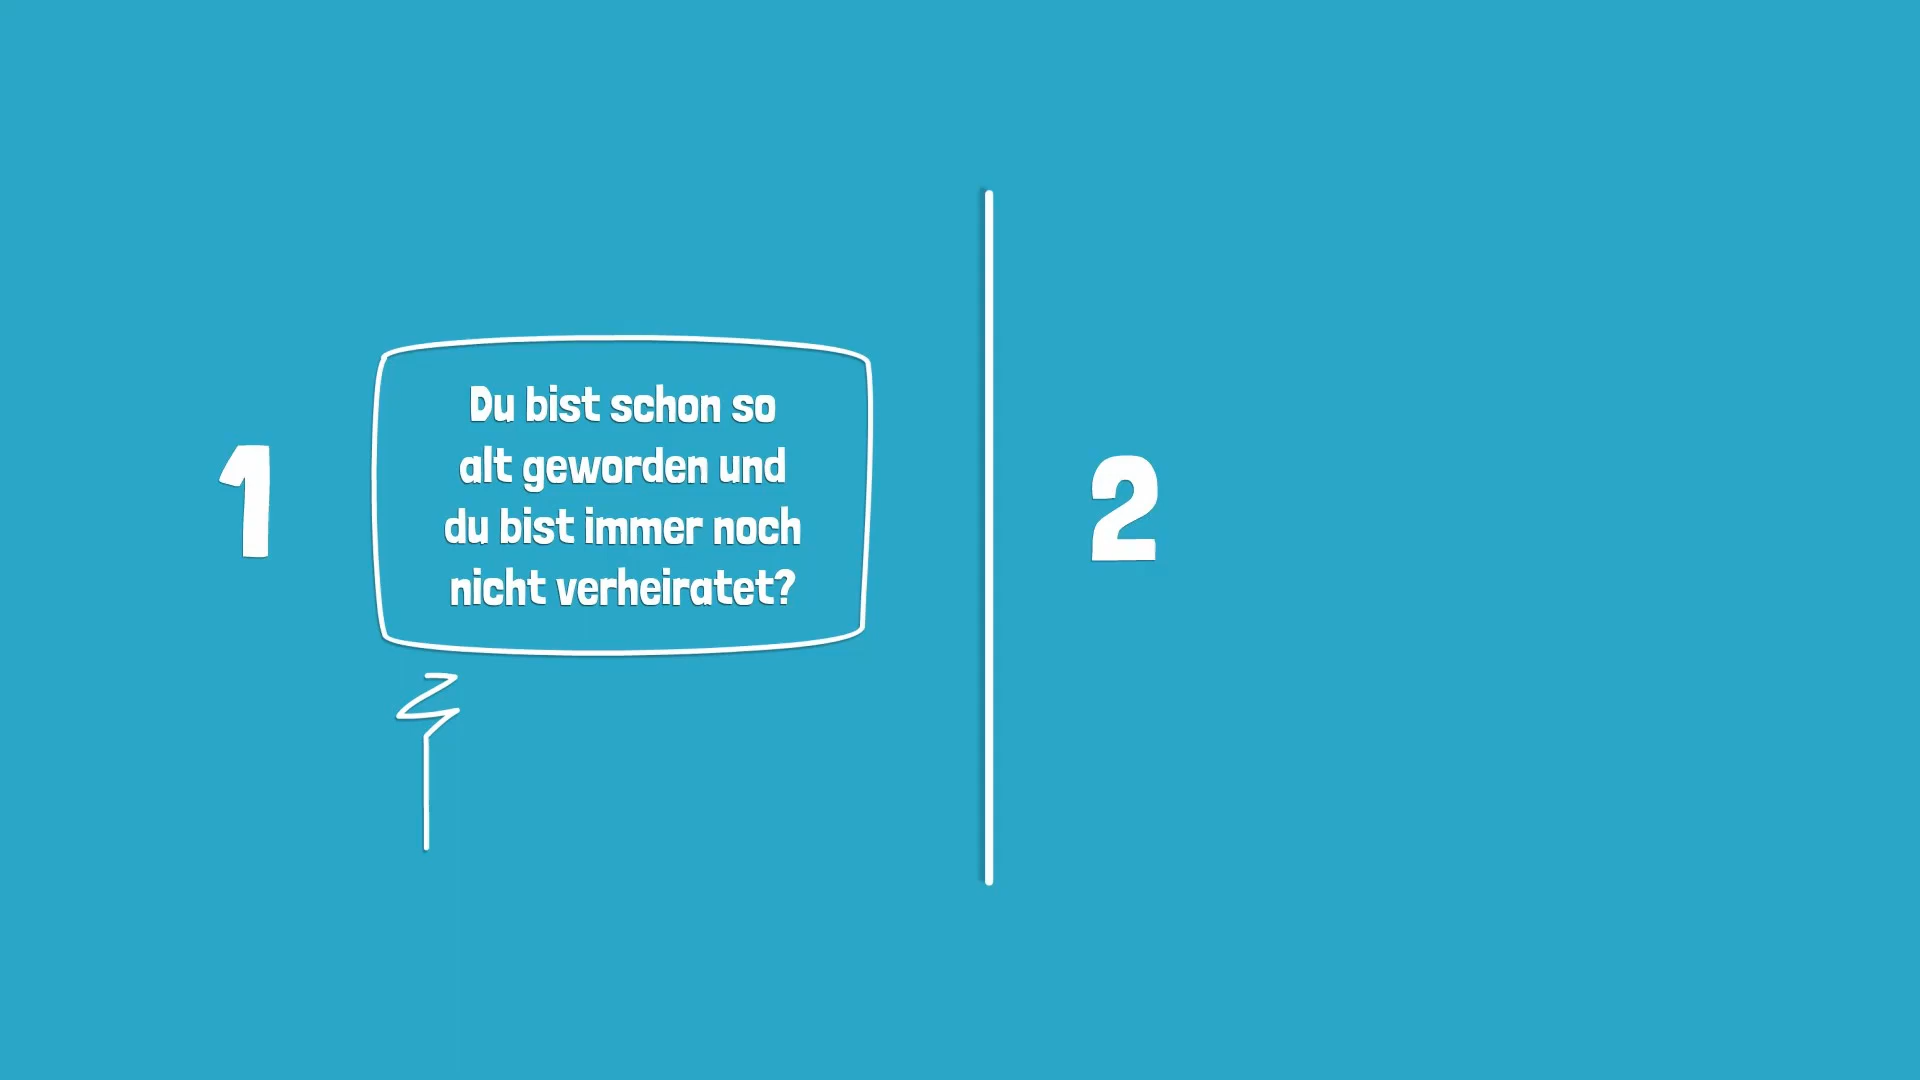 1
Du bist schon so
alt geworden und
du bist immer noch
nicht verheiratet?
2